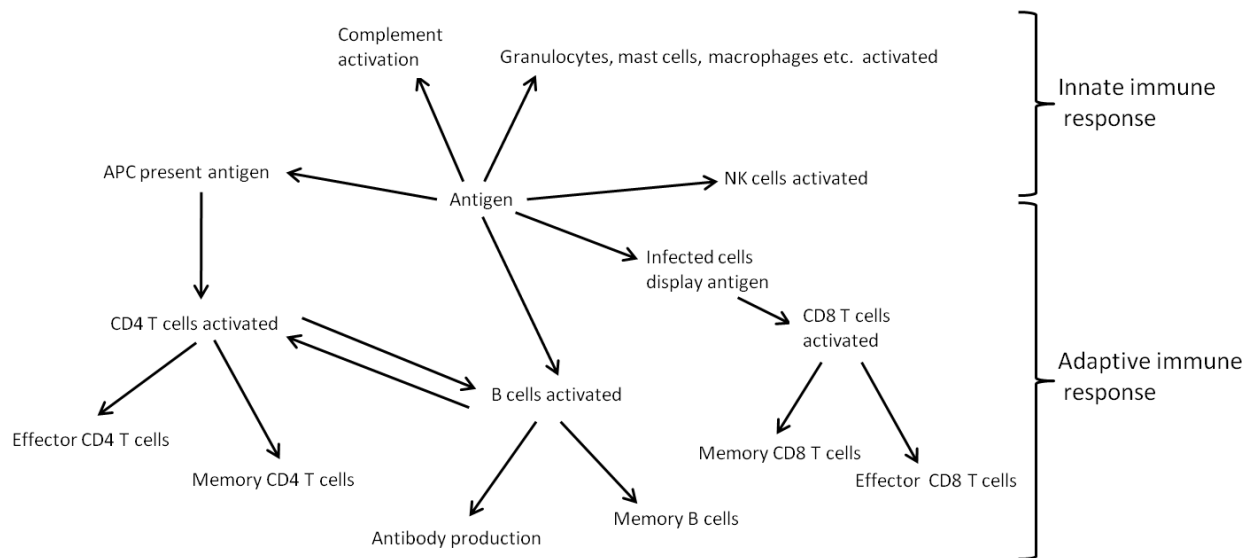 Complement
activation
Granulocytes, mast cells, macrophages etc. activated
Innate immune
response
APC present antigen
Antigen
NK cells activated
Infected cells
display antigen
CD4 T cells activated
CD8 T cells
activated
Adaptive immune
response
B cells activated
Effector CD4 T cells
Memory CD4 T cells
Memory CD8 T cells
Effector CD8 T cells
Antibody production
Memory B cells